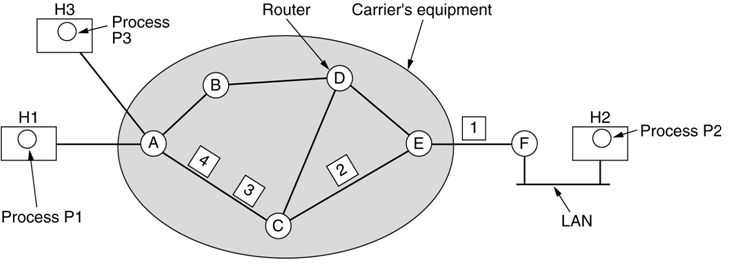 H3
Process
P3
Router
Carrier's equipment
B
D
H1
A
E
1
F
H2
Process P2
4
3
2
C
Process P1
LAN